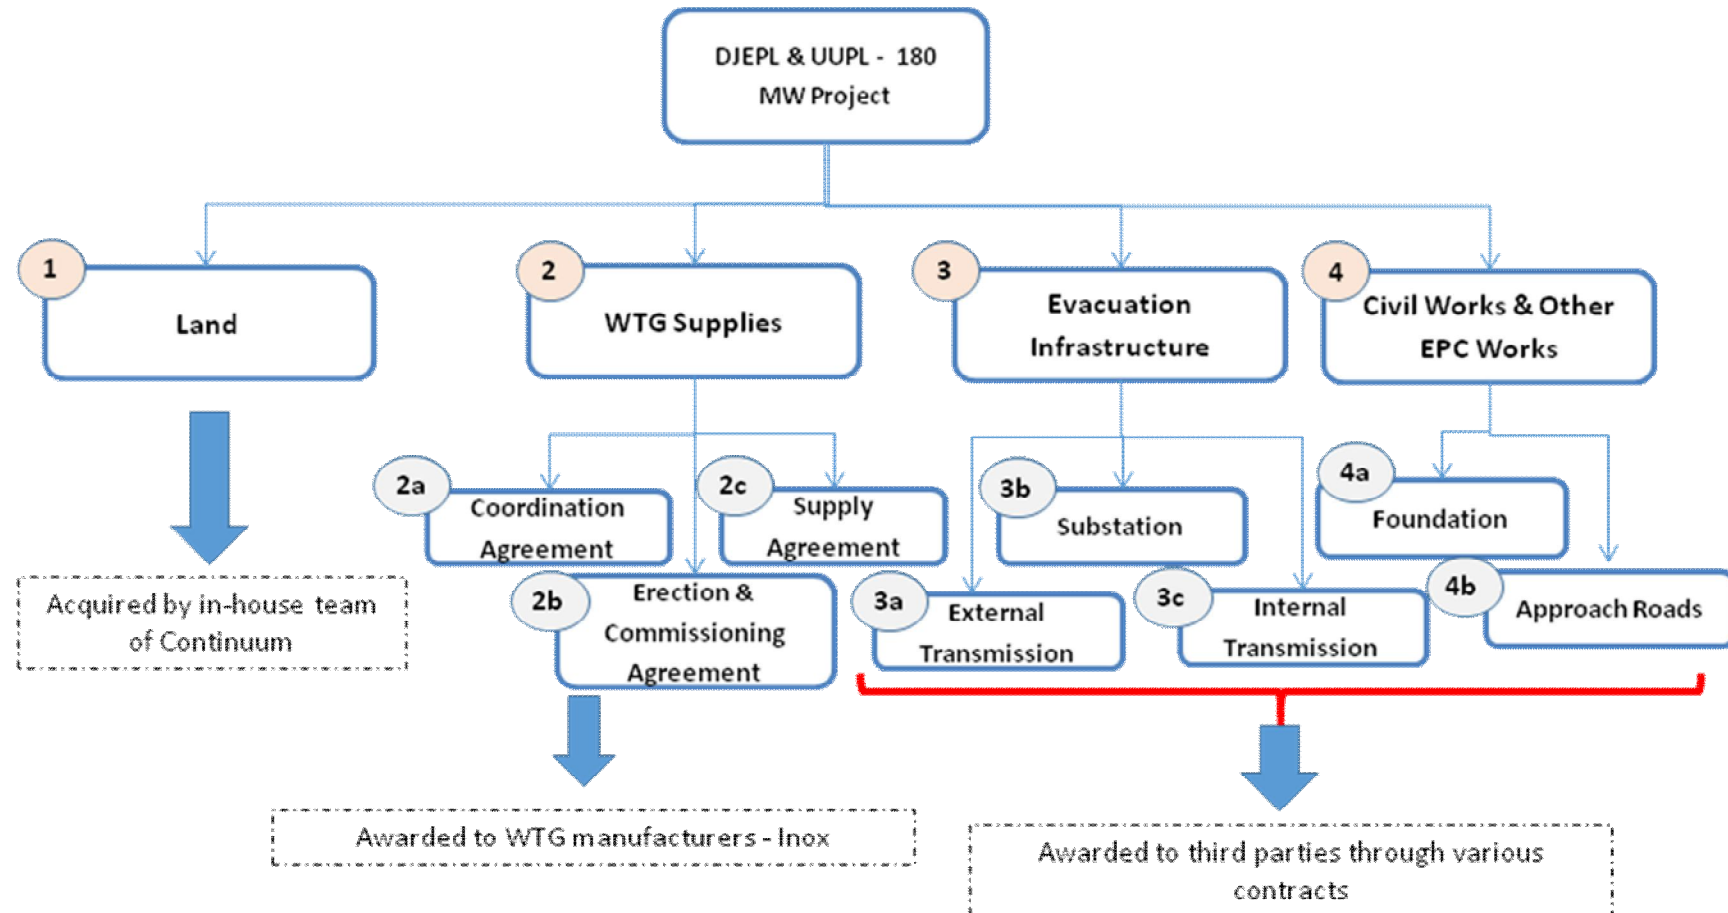 DJEPL & UUPL - 180
MW Project
1
Land
2
WTG Supplies
3
Evacuation
Infrastructure
4
Civil Works & Other
EPC Works
2a
Coordination
Agreement
2c
Supply
Agreement
3b
Substation
4a
Foundation
2b
Erection &
Commissioning
Agreement
3a
External
Transmission
3c
Internal
Transmission
4b
Approach Roads
Acquired by in-house team
of Continuum
Awarded to WTG manufacturers - Inox
Awarded to third parties through various
contracts